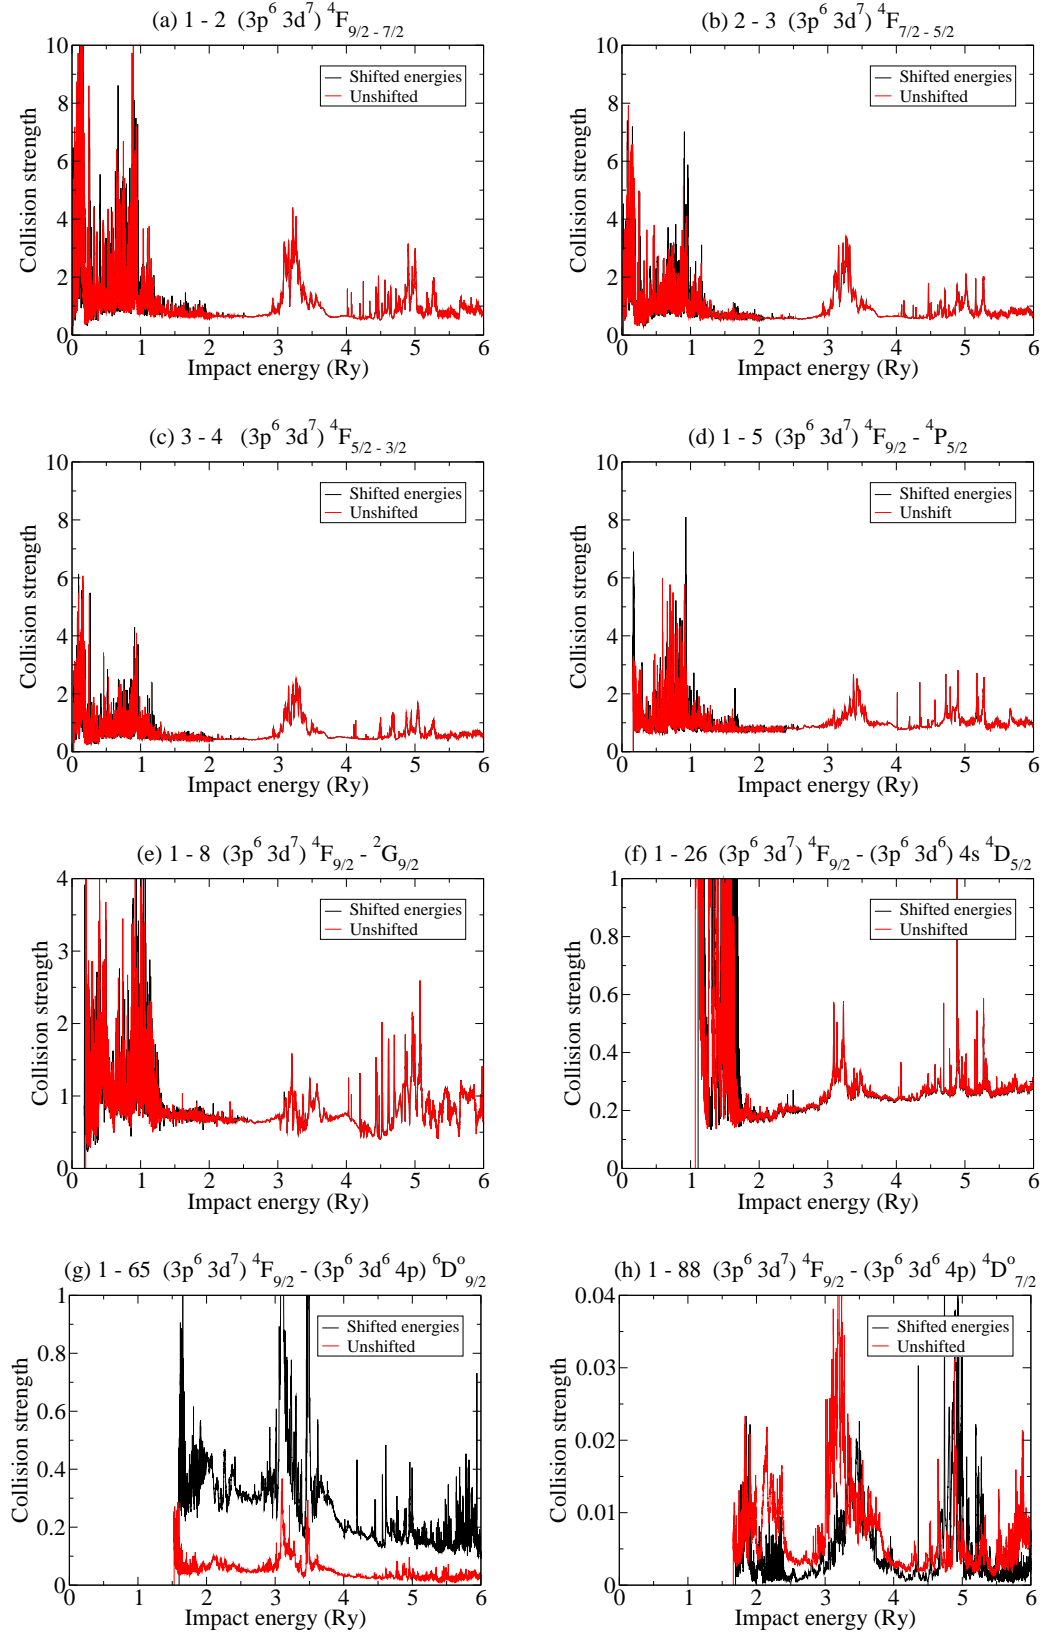 (a) 1 - 2 (3p⁶ 3d⁷) ⁴F₉/₂ ₋ ₇/₂
10
8
6
4
2
0
Collision strength
Shifted energies
Unshifted
0 1 2 3 4 5 6
Impact energy (Ry)
(b) 2 - 3 (3p⁶ 3d⁷) ⁴F₇/₂ ₋ ₅/₂
10
8
6
4
2
0
Collision strength
Shifted energies
Unshifted
0 1 2 3 4 5 6
Impact energy (Ry)
(c) 3 - 4 (3p⁶ 3d⁷) ⁴F₅/₂ ₋ ₃/₂
10
8
6
4
2
0
Collision strength
Shifted energies
Unshifted
0 1 2 3 4 5 6
Impact energy (Ry)
(d) 1 - 5 (3p⁶ 3d⁷) ⁴F₉/₂ - ⁴P₅/₂
10
8
6
4
2
0
Collision strength
Shifted energies
Unshift
0 1 2 3 4 5 6
Impact energy (Ry)
(e) 1 - 8 (3p⁶ 3d⁷) ⁴F₉/₂ - ²G₉/₂
4
3
2
1
0
Collision strength
Shifted energies
Unshifted
0 1 2 3 4 5 6
Impact energy (Ry)
(f) 1 - 26 (3p⁶ 3d⁷) ⁴F₉/₂ - (3p⁶ 3d⁶) 4s ⁴D₅/₂
1
0.8
0.6
0.4
0.2
0
Collision strength
Shifted energies
Unshifted
0 1 2 3 4 5 6
Impact energy (Ry)
(g) 1 - 65 (3p⁶ 3d⁷) ⁴F₉/₂ - (3p⁶ 3d⁶ 4p) ⁶D°₉/₂
1
0.8
0.6
0.4
0.2
0
Collision strength
Shifted energies
Unshifted
0 1 2 3 4 5 6
Impact energy (Ry)
(h) 1 - 88 (3p⁶ 3d⁷) ⁴F₉/₂ - (3p⁶ 3d⁶ 4p) ⁴D°₇/₂
0.04
0.03
0.02
0.01
0
Collision strength
Shifted energies
Unshifted
0 1 2 3 4 5 6
Impact energy (Ry)